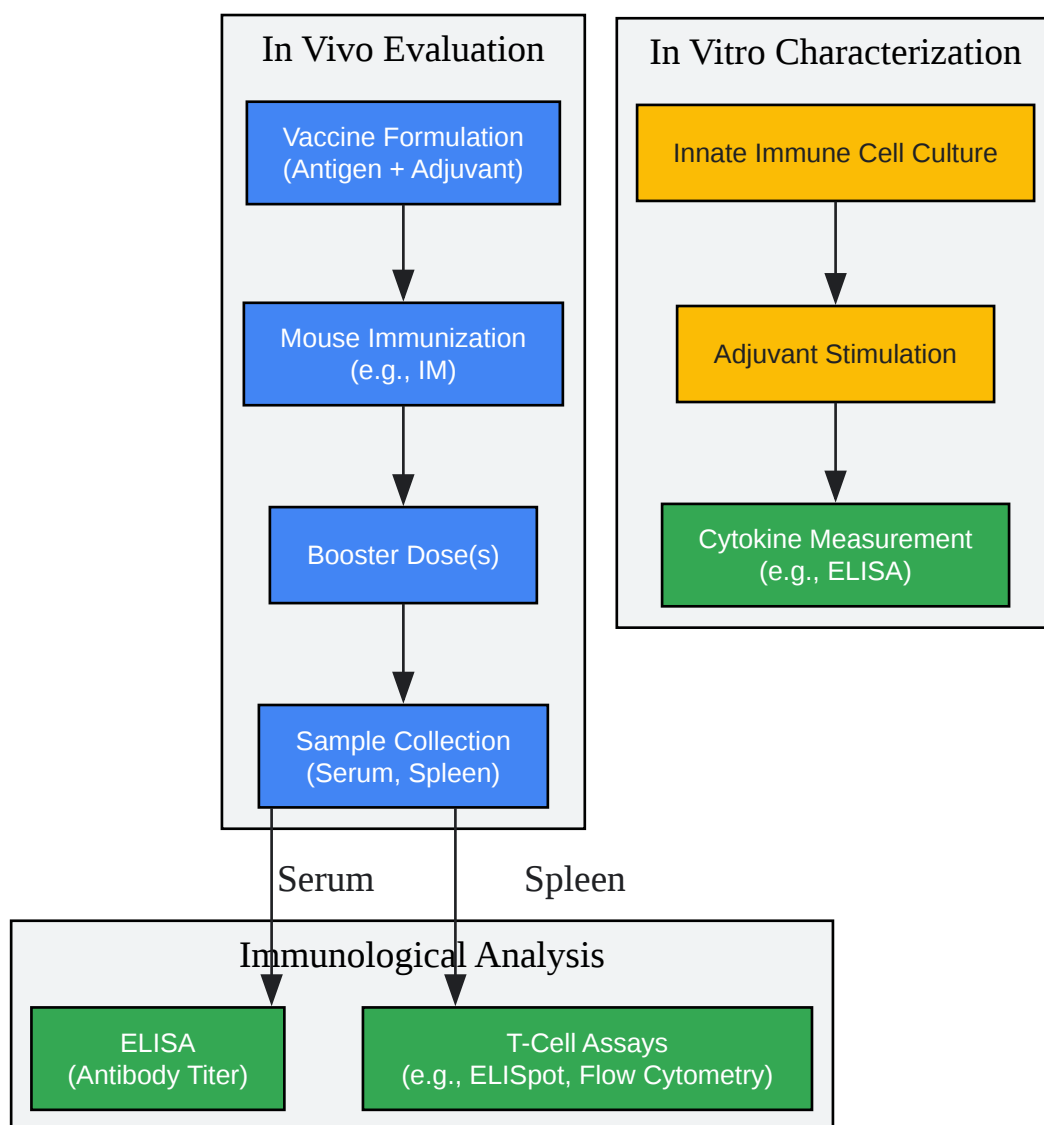 In Vivo Evaluation
Vaccine Formulation
(Antigen + Adjuvant)
Mouse Immunization
(e.g., IM)
Booster Dose(s)
Sample Collection
(Serum, Spleen)
In Vitro Characterization
Innate Immune Cell Culture
Adjuvant Stimulation
Cytokine Measurement
(e.g., ELISA)
Serum
Spleen
Immunological Analysis
ELISA
(Antibody Titer)
T-Cell Assays
(e.g., ELISpot, Flow Cytometry)